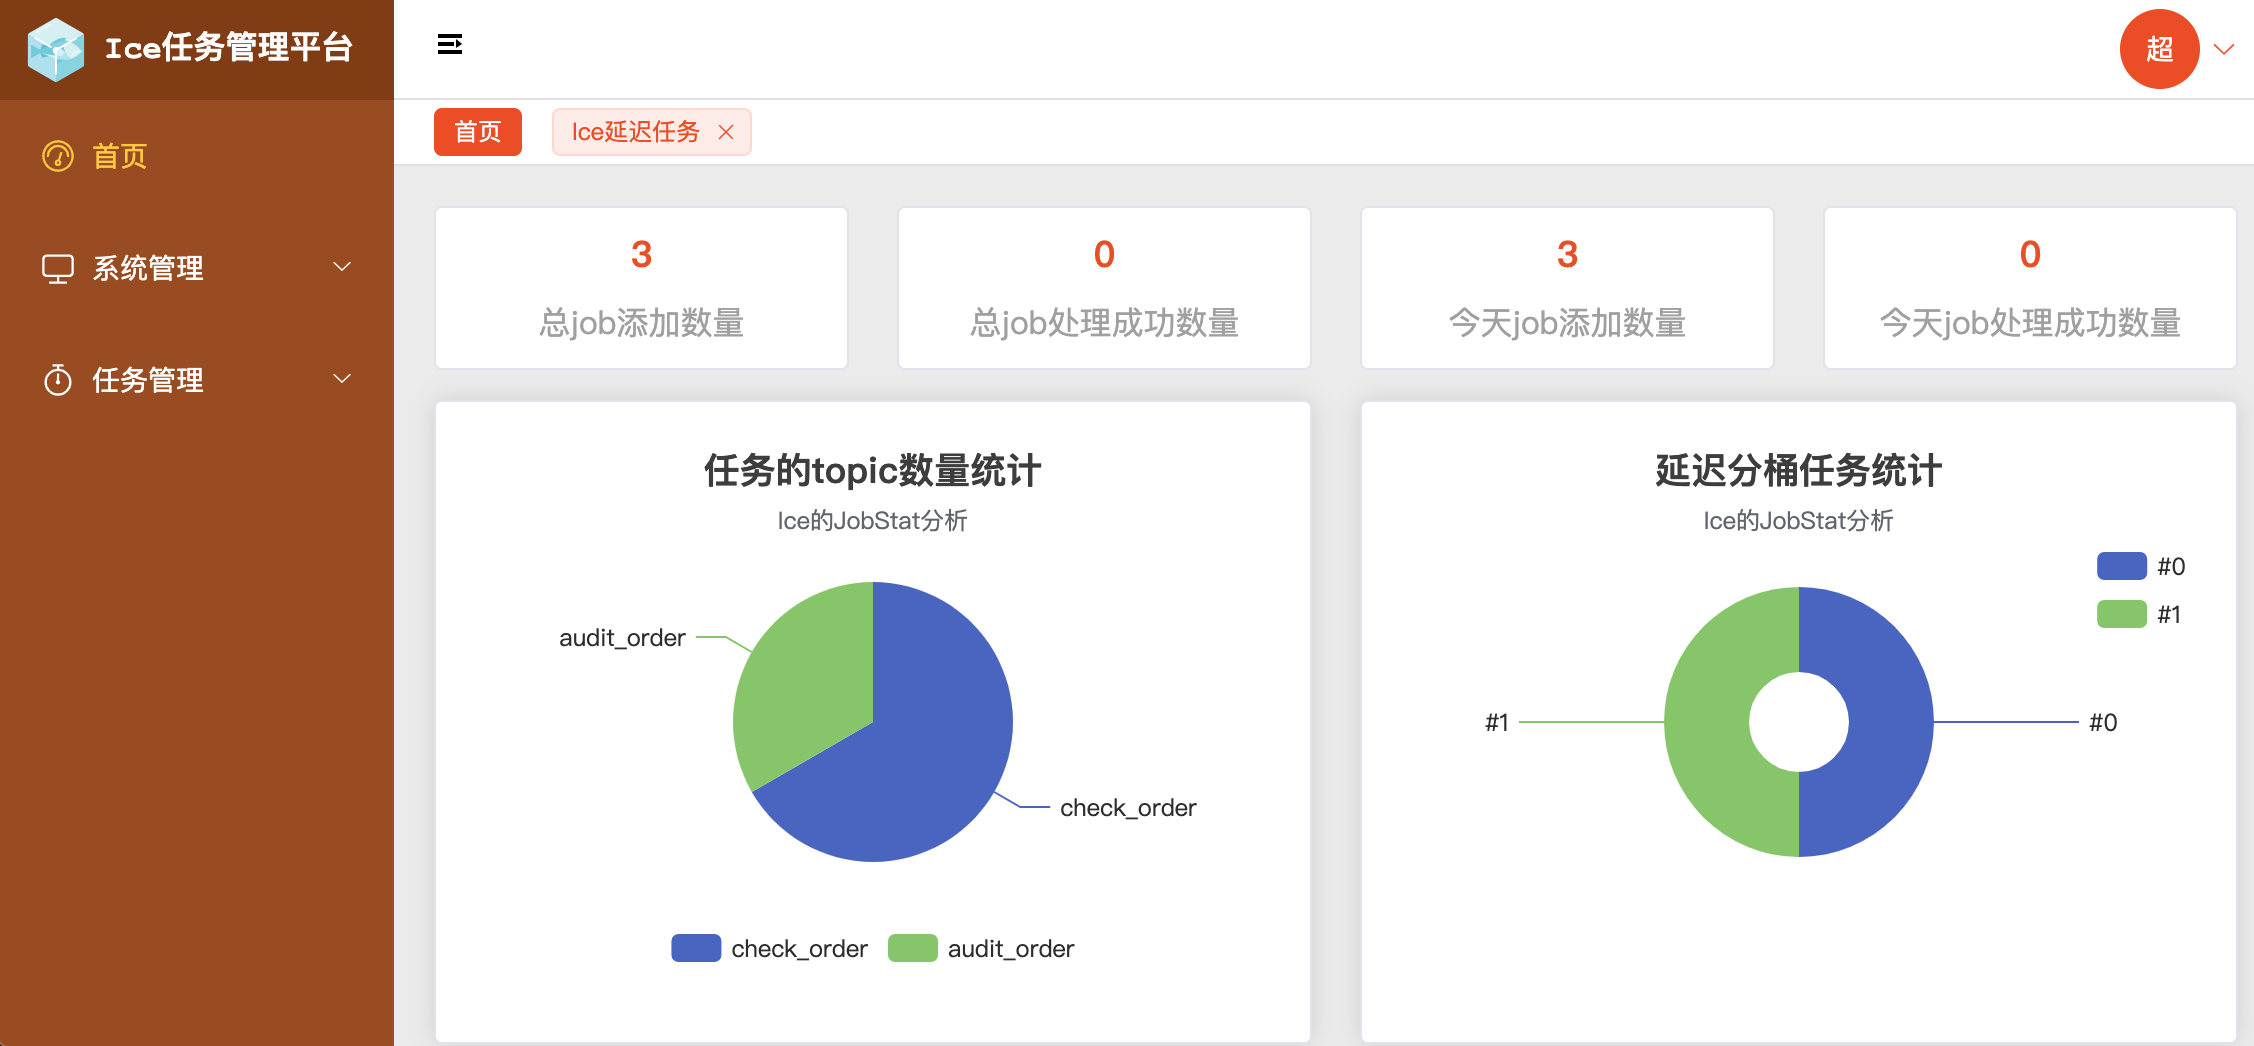 Ice任务管理平台
超
首页
系统管理
任务管理
首页
Ice延迟任务
3
总job添加数量
0
总job处理成功数量
3
今天job添加数量
0
今天job处理成功数量
任务的topic数量统计
Ice的JobStat分析
audit_order
check_order
check_order
audit_order
延迟分桶任务统计
Ice的JobStat分析
#0
#1
#1
#0